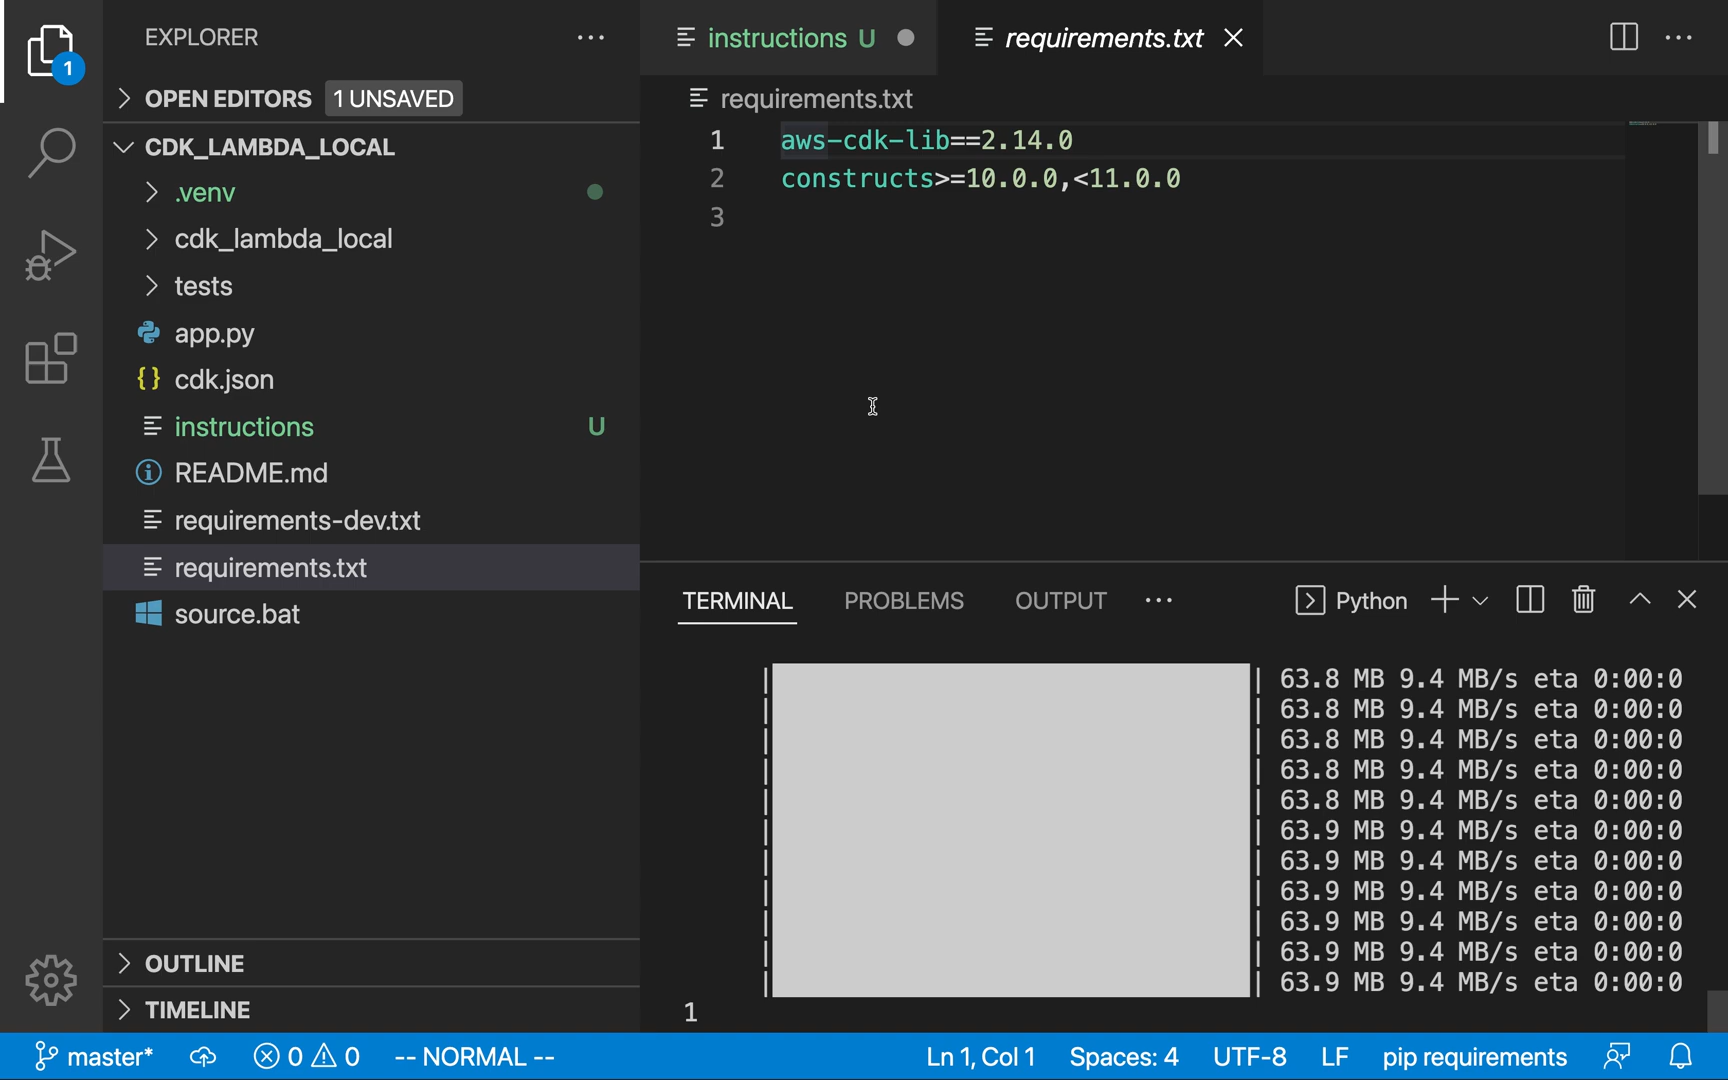 EXPLORER
1
OPEN EDITORS 1 UNSAVED
CDK_LAMBDA_LOCAL
.venv
cdk_lambda_local
tests
app.py
{} cdk.json
instructions U
README.md
requirements-dev.txt
requirements.txt
source.bat
OUTLINE
TIMELINE
instructions U
requirements.txt
requirements.txt
1 aws-cdk-lib==2.14.0
2 constructs>=10.0.0,<11.0.0
3
TERMINAL PROBLEMS OUTPUT ... Python
| | 63.8 MB 9.4 MB/s eta 0:00:0
| | 63.8 MB 9.4 MB/s eta 0:00:0
| | 63.8 MB 9.4 MB/s eta 0:00:0
| | 63.8 MB 9.4 MB/s eta 0:00:0
| | 63.8 MB 9.4 MB/s eta 0:00:0
| | 63.9 MB 9.4 MB/s eta 0:00:0
| | 63.9 MB 9.4 MB/s eta 0:00:0
| | 63.9 MB 9.4 MB/s eta 0:00:0
| | 63.9 MB 9.4 MB/s eta 0:00:0
| | 63.9 MB 9.4 MB/s eta 0:00:0
| | 63.9 MB 9.4 MB/s eta 0:00:0
1
master* 0 0 -- NORMAL -- Ln 1, Col 1 Spaces: 4 UTF-8 LF pip requirements